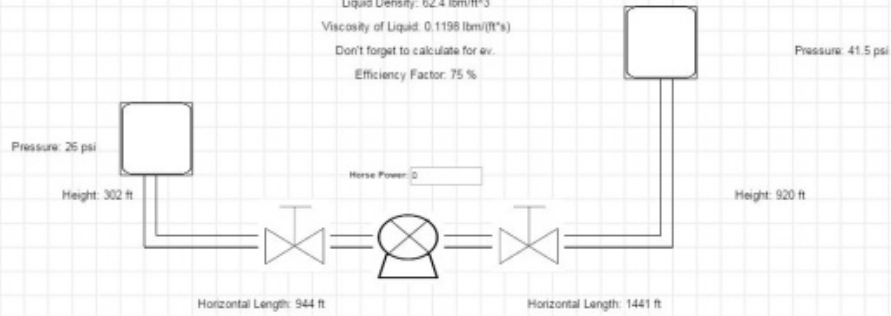 Liquid Density: 62.4 lbm/ft^3
Viscosity of Liquid: 0.1198 lbm/(ft*s)
Don't forget to calculate for ev.
Efficiency Factor: 75 %
Pressure: 41.5 psi
Pressure: 26 psi
Horse Power: 0
Height: 302 ft
Height: 920 ft
Horizontal Length: 944 ft
Horizontal Length: 1441 ft